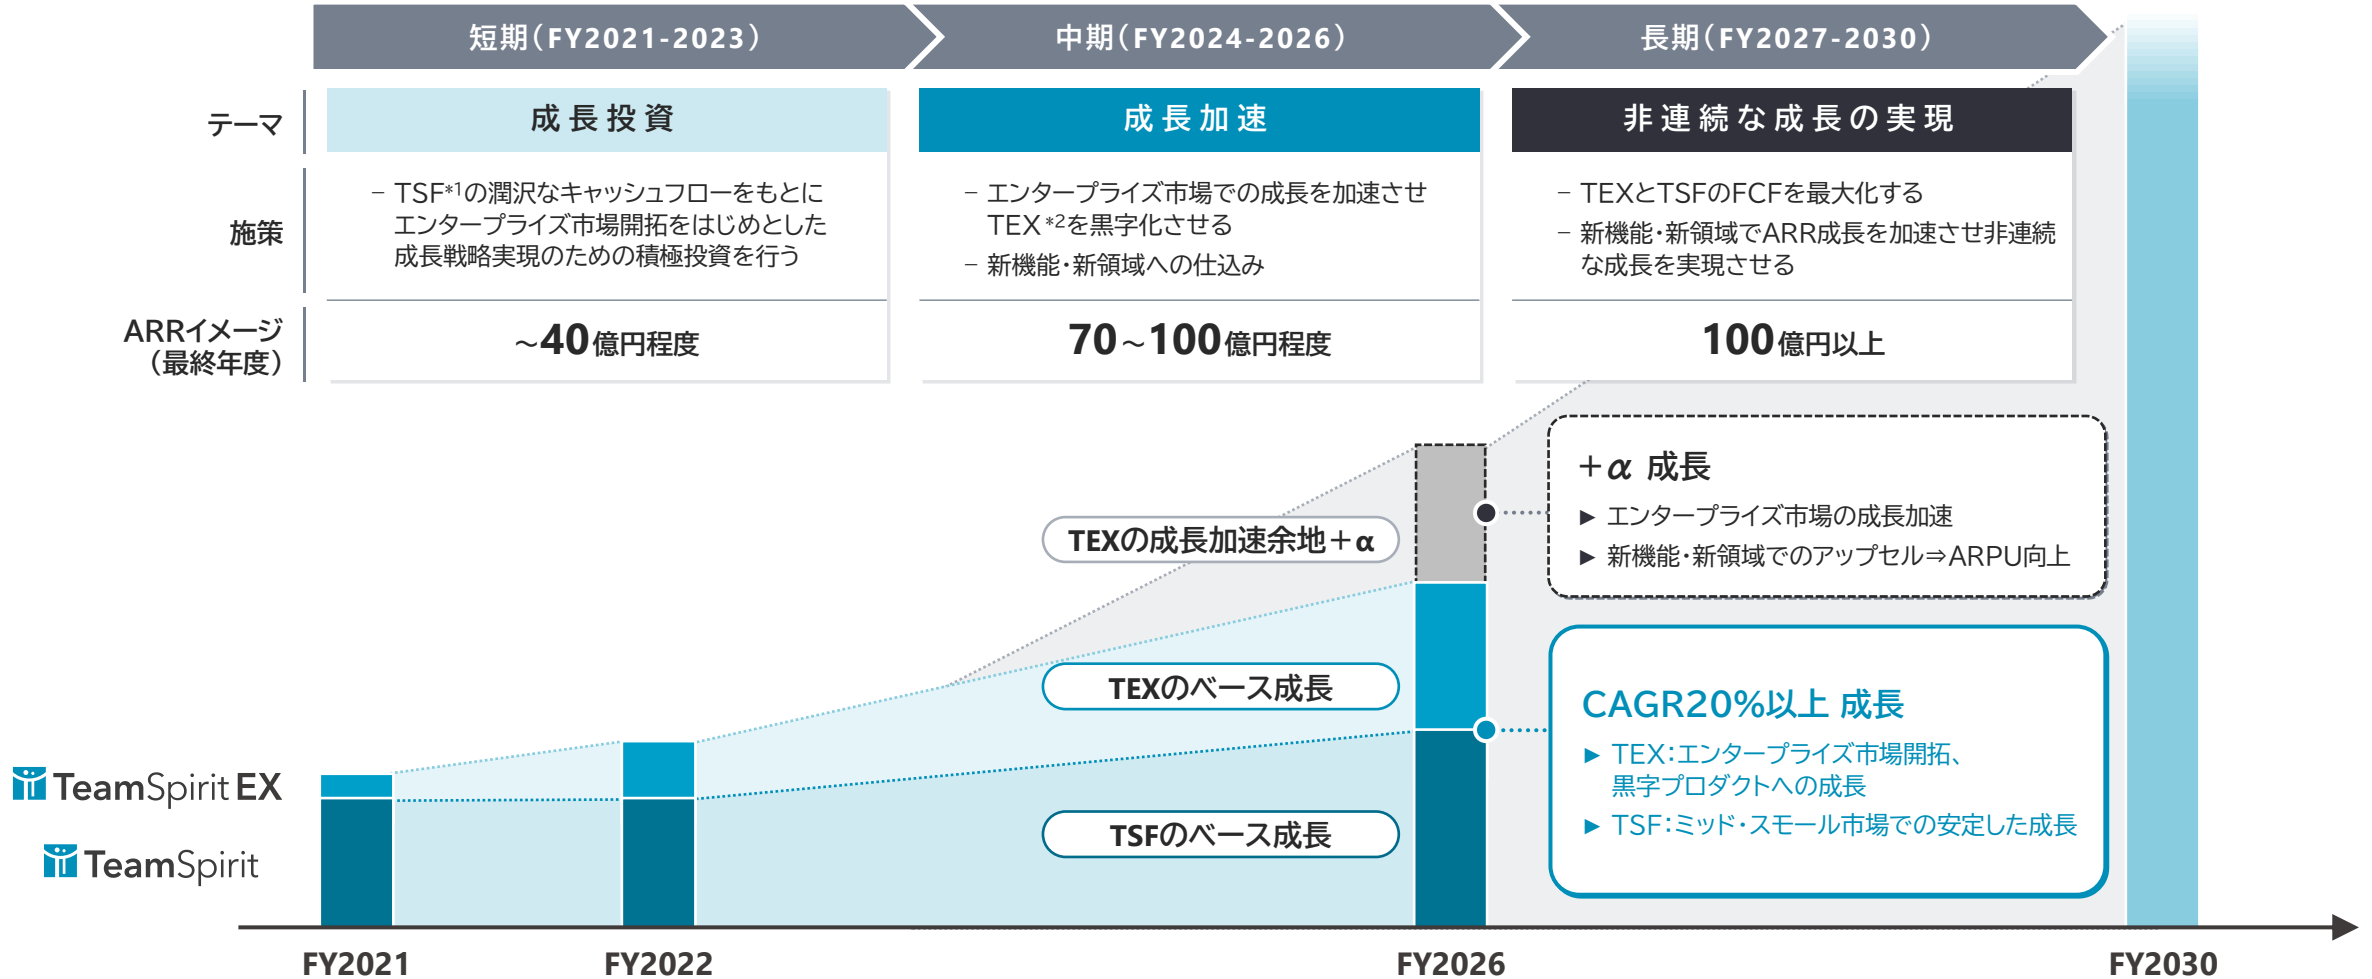 短期（FY2021-2023）
中期（FY2024-2026）
長期（FY2027-2030）
テーマ
成長投資
成長加速
非連続な成長の実現
施策
− TSF*1の潤沢なキャッシュフローをもとに
エンタープライズ市場開拓をはじめとした
成長戦略実現のための積極投資を行う
− エンタープライズ市場での成長を加速させ
TEX*2を黒字化させる
− 新機能・新領域への仕込み
− TEXとTSFのFCFを最大化する
− 新機能・新領域でARR成長を加速させ非連続
な成長を実現させる
ARRイメージ
（最終年度）
～40億円程度
70～100億円程度
100億円以上
TEXの成長加速余地＋α
TEXのベース成長
TSFのベース成長
＋α 成長
► エンタープライズ市場の成長加速
► 新機能・新領域でのアップセル⇒ARPU向上
CAGR20%以上 成長
► TEX：エンタープライズ市場開拓、
黒字プロダクトへの成長
► TSF：ミッド・スモール市場での安定した成長
TeamSpirit EX
TeamSpirit
FY2021
FY2022
FY2026
FY2030